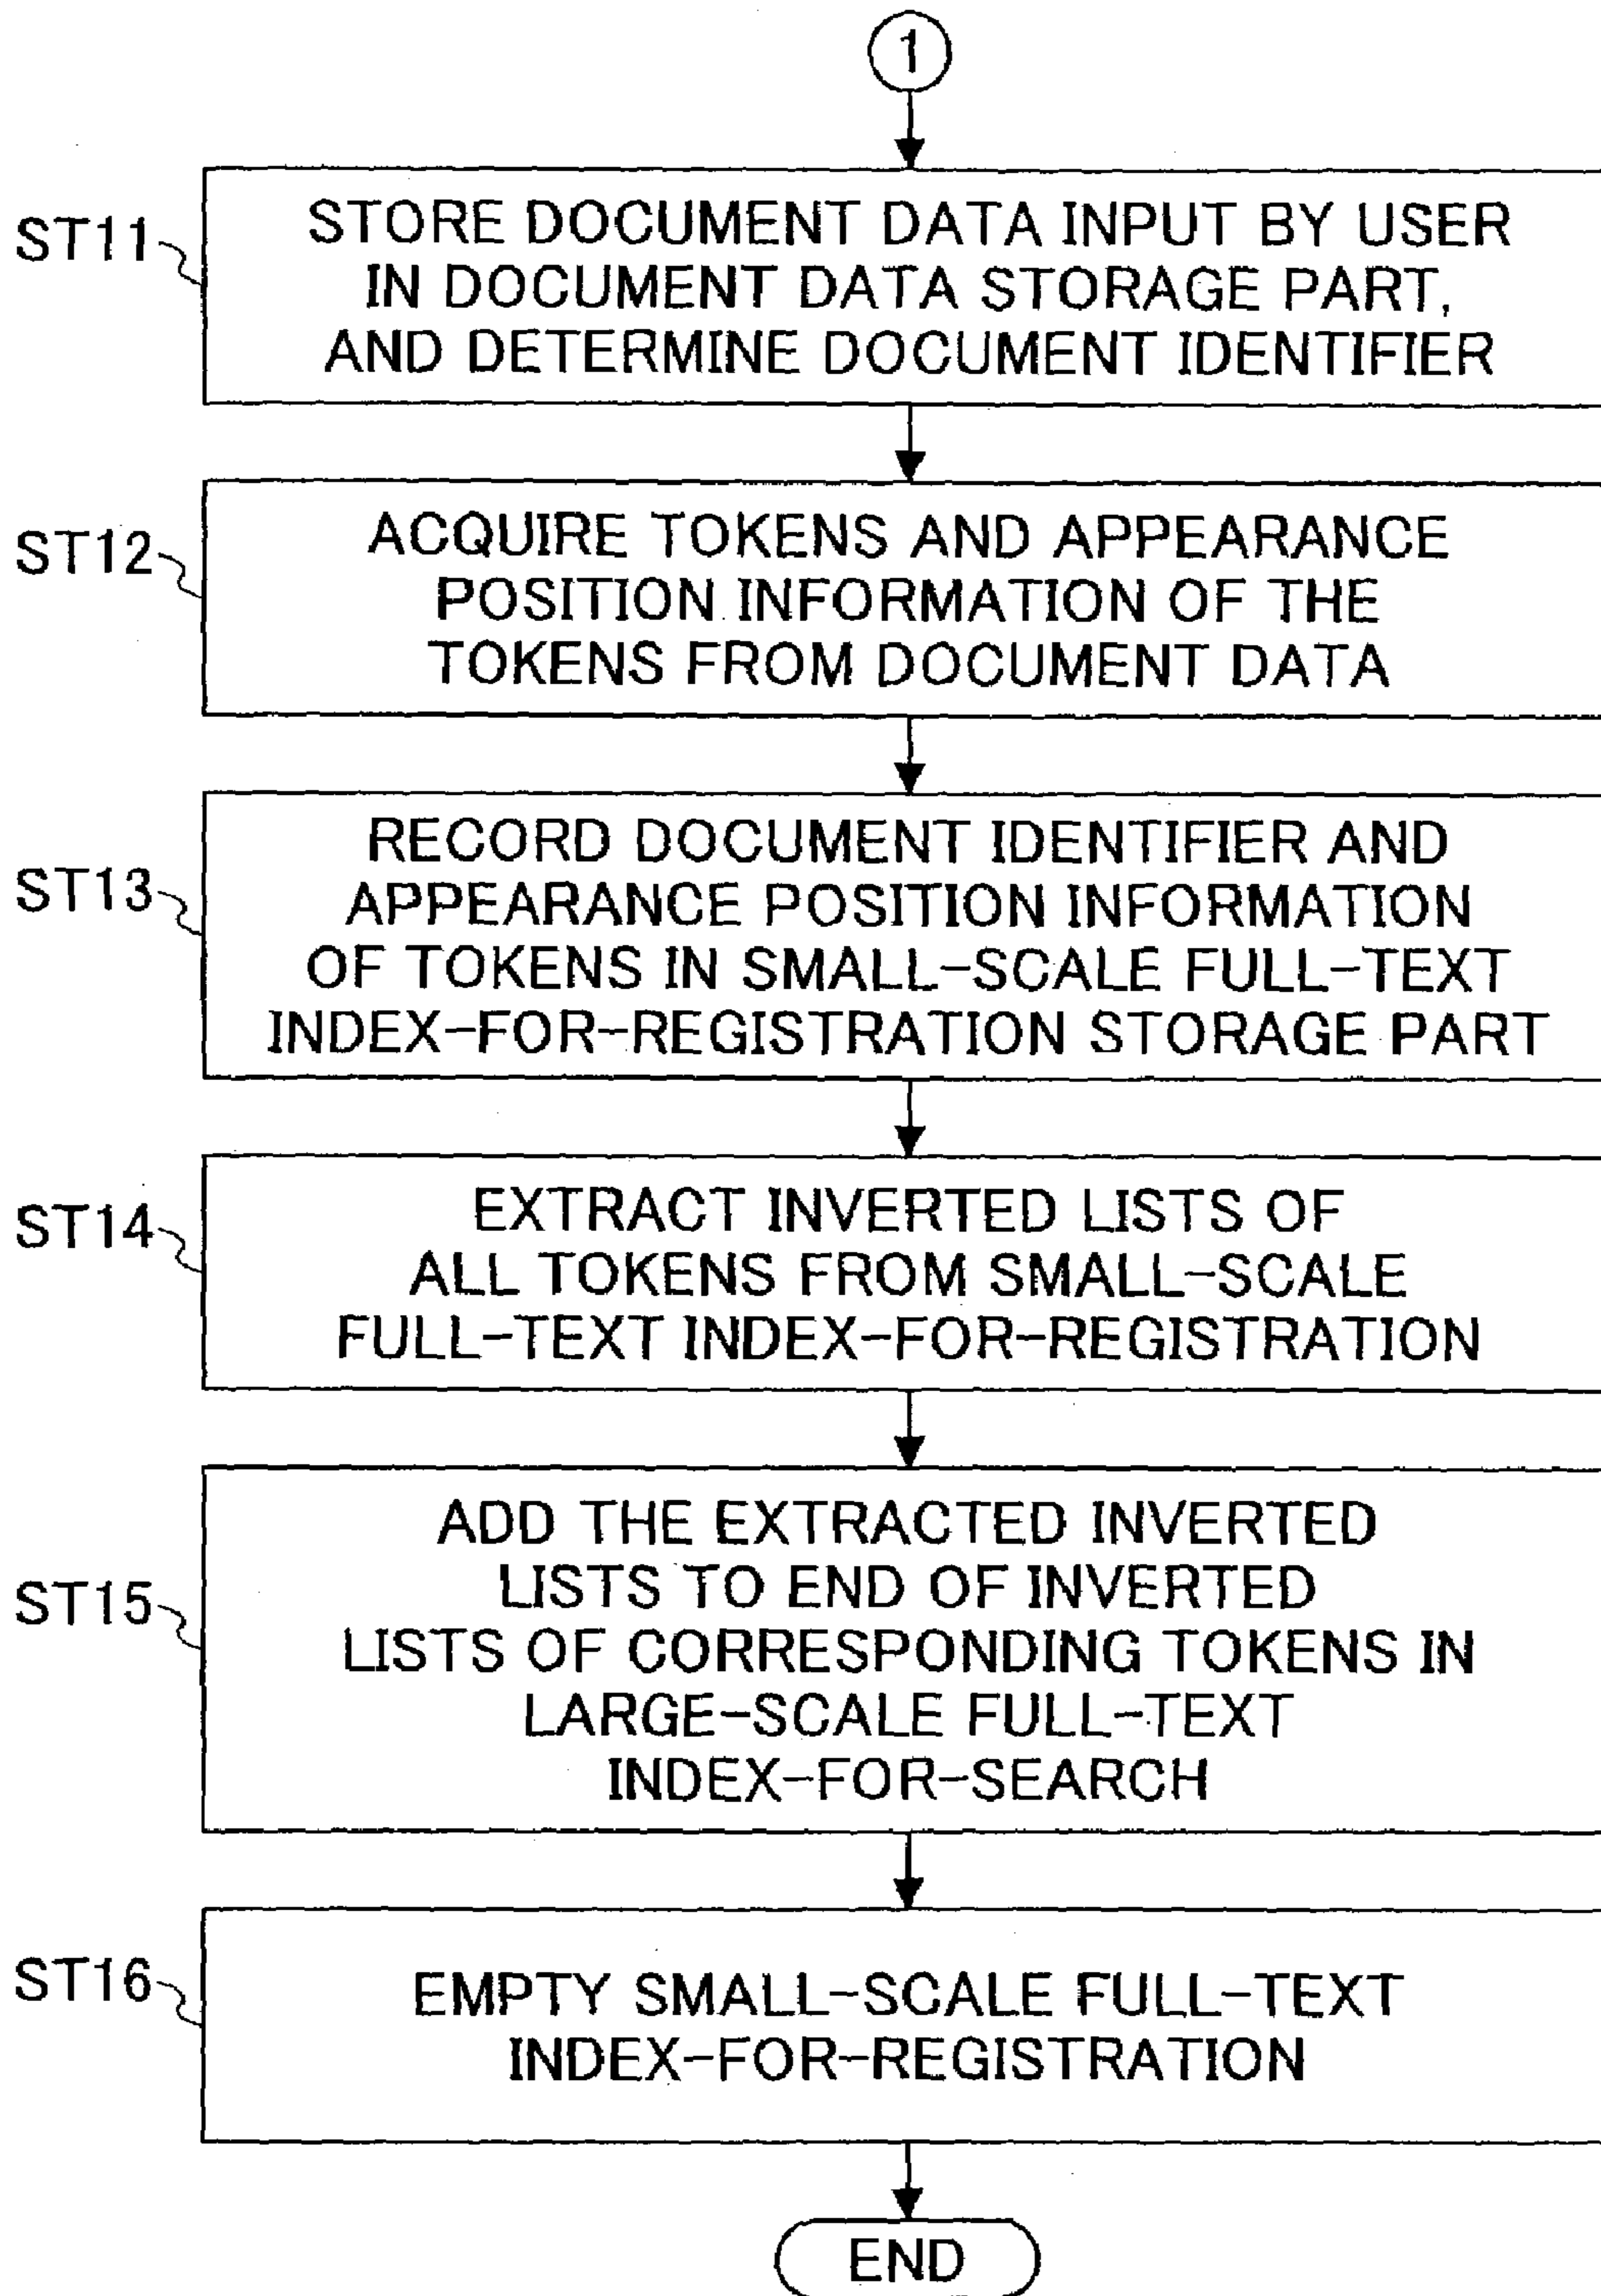 1
ST11
STORE DOCUMENT DATA INPUT BY USER
IN DOCUMENT DATA STORAGE PART,
AND DETERMINE DOCUMENT IDENTIFIER
ST12
ACQUIRE TOKENS AND APPEARANCE
POSITION INFORMATION OF THE
TOKENS FROM DOCUMENT DATA
ST13
RECORD DOCUMENT IDENTIFIER AND
APPEARANCE POSITION INFORMATION
OF TOKENS IN SMALL-SCALE FULL-TEXT
INDEX-FOR-REGISTRATION STORAGE PART
ST14
EXTRACT INVERTED LISTS OF
ALL TOKENS FROM SMALL-SCALE
FULL-TEXT INDEX-FOR-REGISTRATION
ST15
ADD THE EXTRACTED INVERTED
LISTS TO END OF INVERTED
LISTS OF CORRESPONDING TOKENS IN
LARGE-SCALE FULL-TEXT
INDEX-FOR-SEARCH
ST16
EMPTY SMALL-SCALE FULL-TEXT
INDEX-FOR-REGISTRATION
END